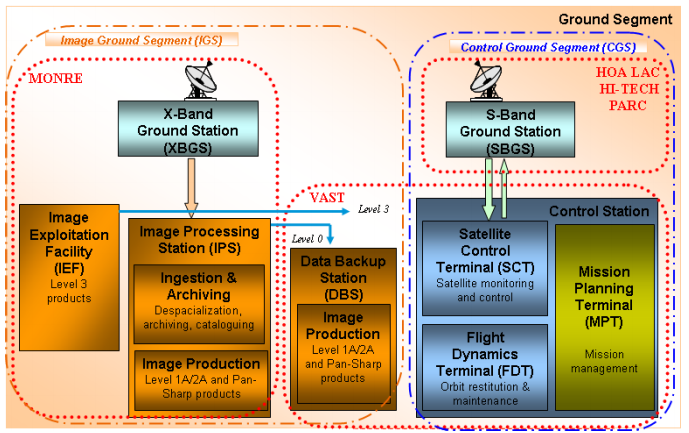 Ground Segment
Image Ground Segment (IGS)
Control Ground Segment (CGS)
MONRE
HOA LAC
HI-TECH
PARC
X-Band
Ground Station
(XBGS)
S-Band
Ground Station
(SBGS)
VAST
Level 3
Level 0
Image
Exploitation
Facility
(IEF)
Level 3
products
Image Processing
Station (IPS)
Ingestion &
Archiving
Despacialization,
archiving, cataloguing
Image Production
Level 1A/2A and Pan-
Sharp products
Data Backup
Station
(DBS)
Image
Production
Level 1A/2A
and Pan-Sharp
products
Control Station
Satellite
Control
Terminal (SCT)
Satellite monitoring
and control
Flight
Dynamics
Terminal (FDT)
Orbit restitution &
maintenance
Mission
Planning
Terminal
(MPT)
Mission
management